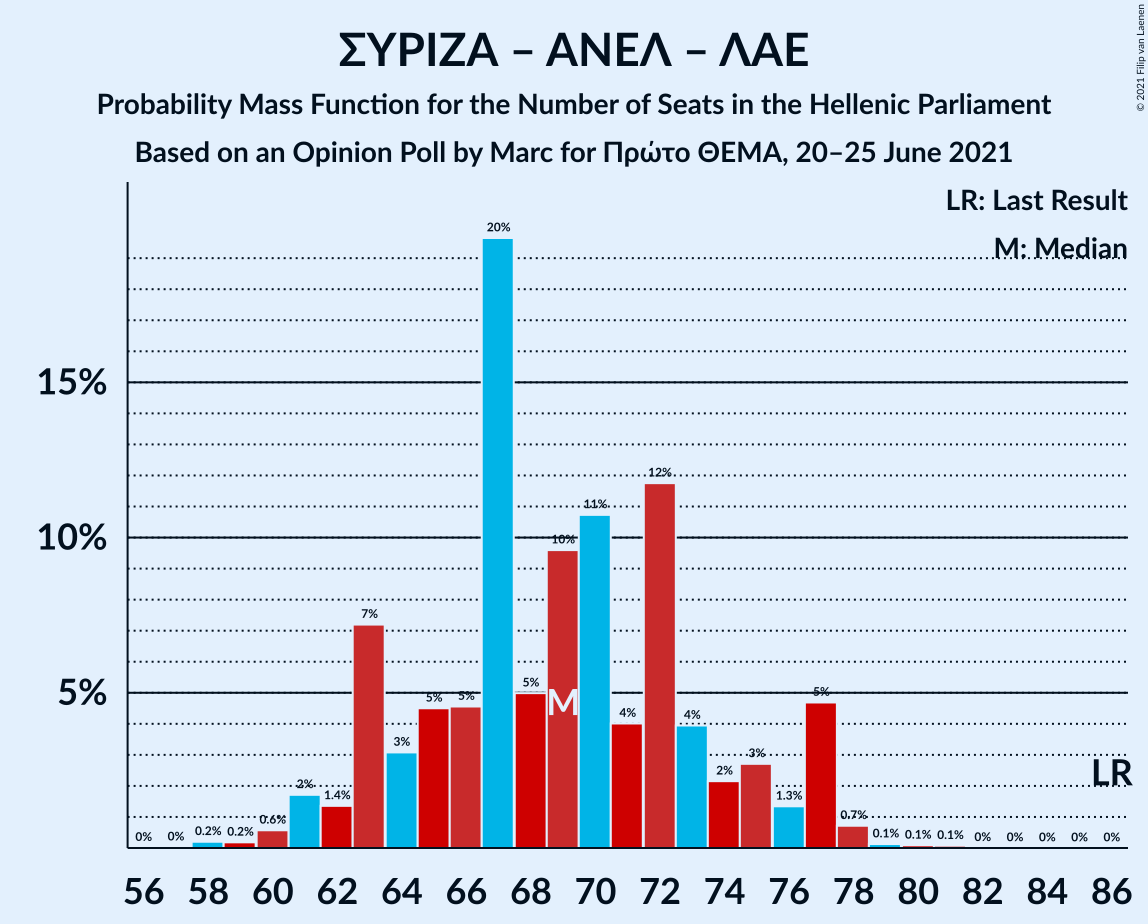 ΣΥΡΙΖΑ – ΑΝΕΛ – ΛΑΕ
Probability Mass Function for the Number of Seats in the Hellenic Parliament
Based on an Opinion Poll by Marc for Πρώτο ΘΕΜΑ, 20–25 June 2021
© 2021 Filip van Laenen
LR: Last Result
M: Median
15%
10%
5%
0% 0% 0.2% 0.2% 0.6% 2% 1.4% 7% 3% 5% 5% 20% 5% 10% 11% 4% 12% 4% 2% 3% 1.3% 5% 0.7% 0.1% 0.1% 0.1% 0% 0% 0% 0% 0%
M
LR
56 58 60 62 64 66 68 70 72 74 76 78 80 82 84 86